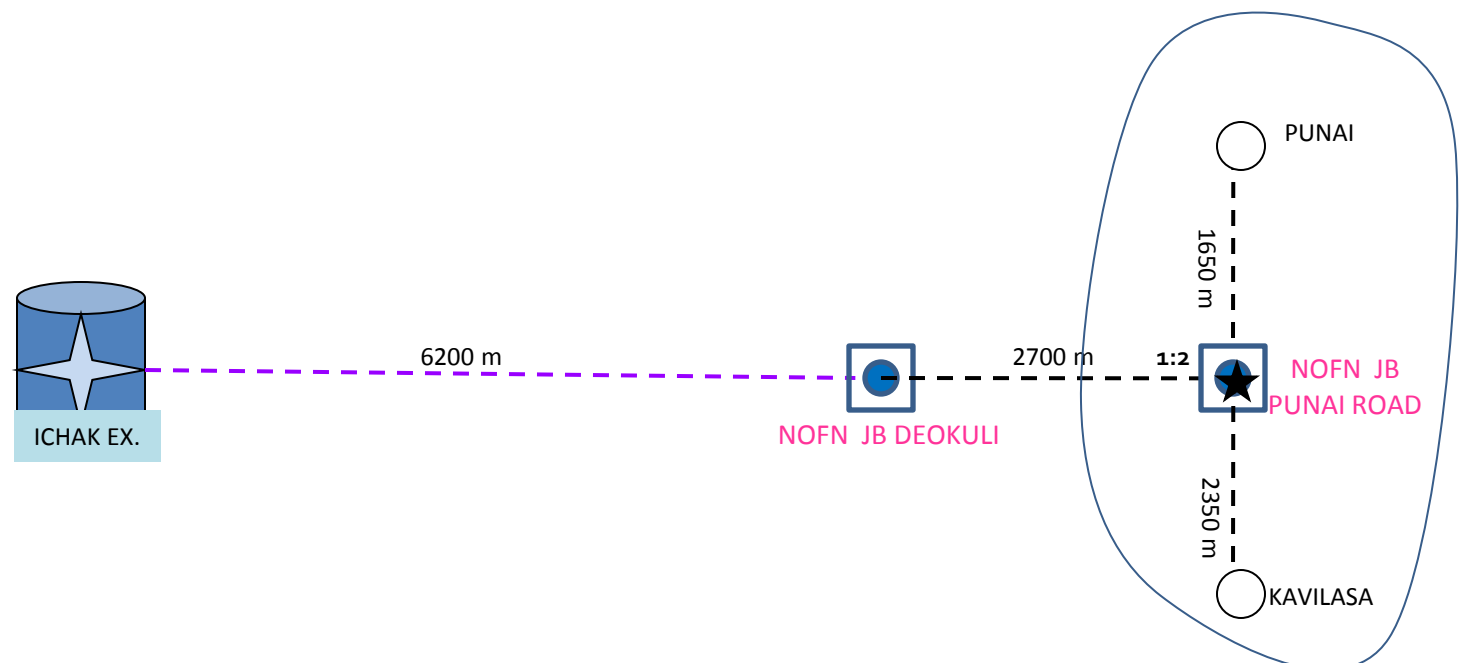 PUNAI
1650 m
6200 m
2700 m
1:2
NOFN  JB
PUNAI ROAD
ICHAK EX.
NOFN  JB DEOKULI
2350 m
KAVILASA